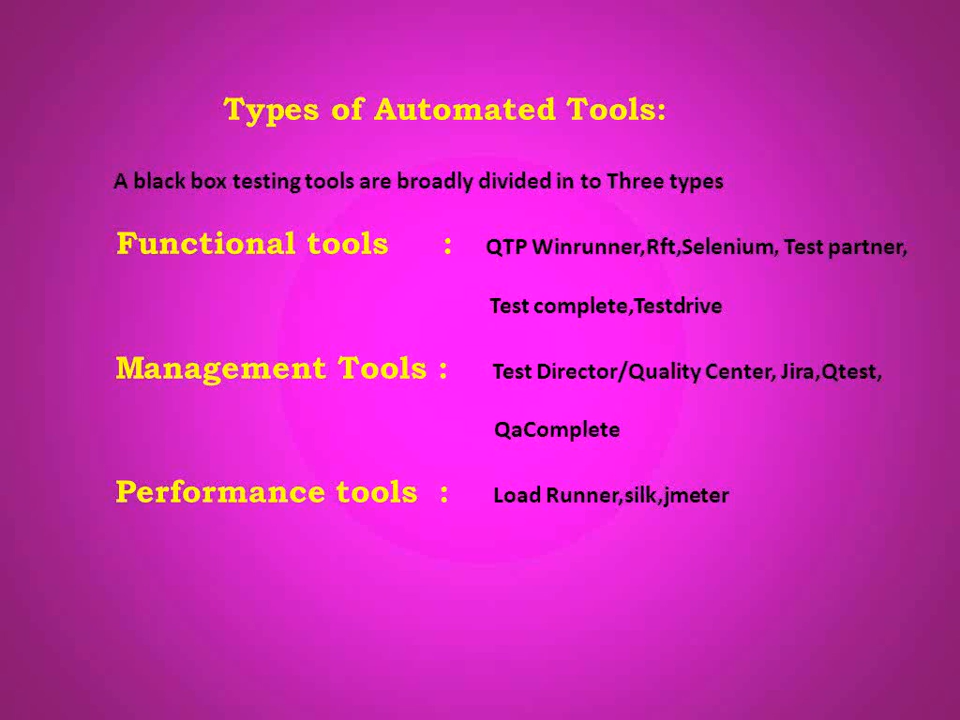 Types of Automated Tools:
A black box testing tools are broadly divided in to Three types
Functional tools : QTP Winrunner,Rft,Selenium, Test partner,
Test complete,Testdrive
Management Tools : Test Director/Quality Center, Jira,Qtest,
QaComplete
Performance tools : Load Runner,silk,jmeter